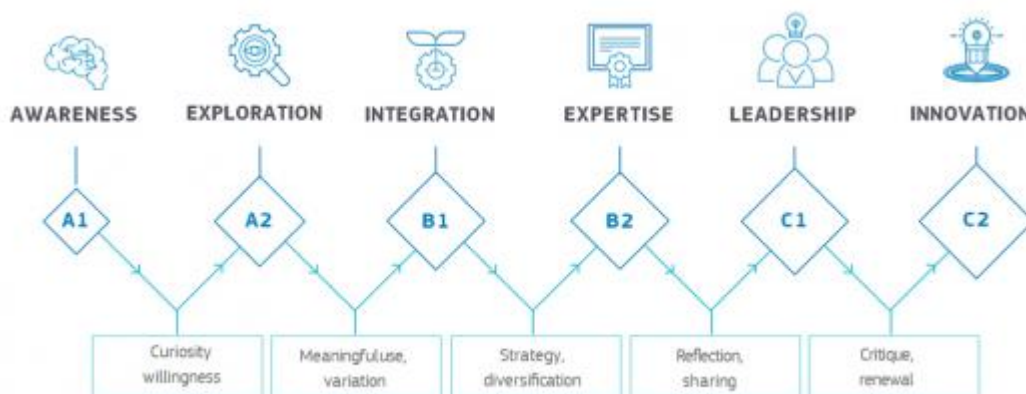 AWARENESS EXPLORATION INTEGRATION EXPERTISE LEADERSHIP INNOVATION
A1 A2 B1 B2 C1 C2
Curiosity
willingness
Meaningfuluse,
variation
Strategy,
diversification
Reflection,
sharing
Critique,
renewal